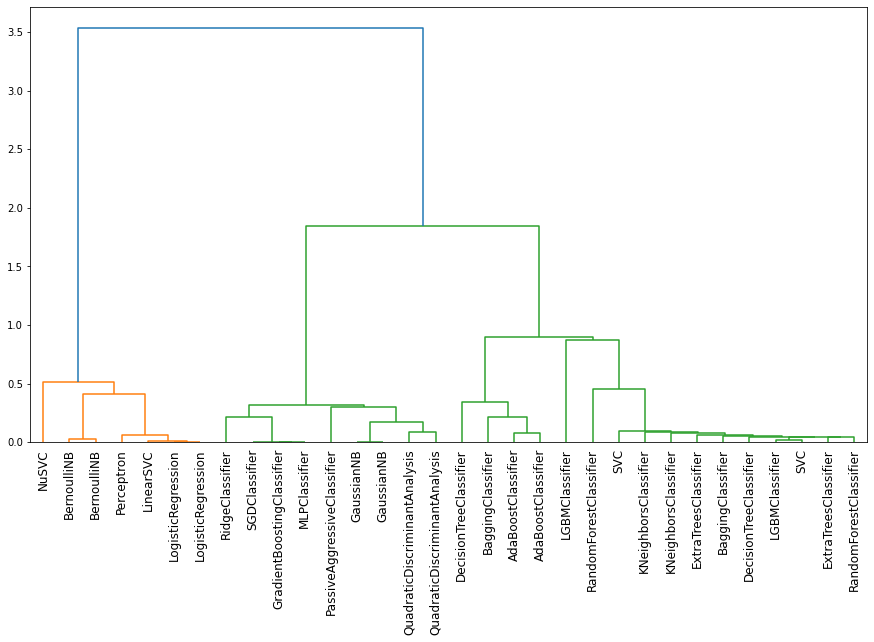 3.5
3.0
2.5
2.0
1.5
1.0
0.5
0.0
NuSVC
BernoulliNB
BernoulliNB
Perceptron
LinearSVC
LogisticRegression
LogisticRegression
RidgeClassifier
SGDClassifier
GradientBoostingClassifier
MLPClassifier
PassiveAggressiveClassifier
GaussianNB
GaussianNB
QuadraticDiscriminantAnalysis
QuadraticDiscriminantAnalysis
DecisionTreeClassifier
BaggingClassifier
AdaBoostClassifier
AdaBoostClassifier
LGBMClassifier
RandomForestClassifier
SVC
KNeighborsClassifier
KNeighborsClassifier
ExtraTreesClassifier
BaggingClassifier
DecisionTreeClassifier
LGBMClassifier
SVC
ExtraTreesClassifier
RandomForestClassifier